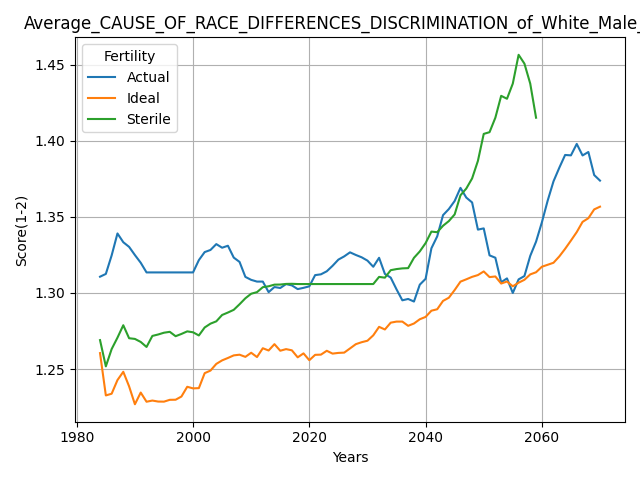 Average_CAUSE_OF_RACE_DIFFERENCES_DISCRIMINATION_of_White_Male_
Fertility
Actual
Ideal
Sterile
1.45
1.40
1.35
1.30
1.25
Score(1-2)
1980 2000 2020 2040 2060
Years